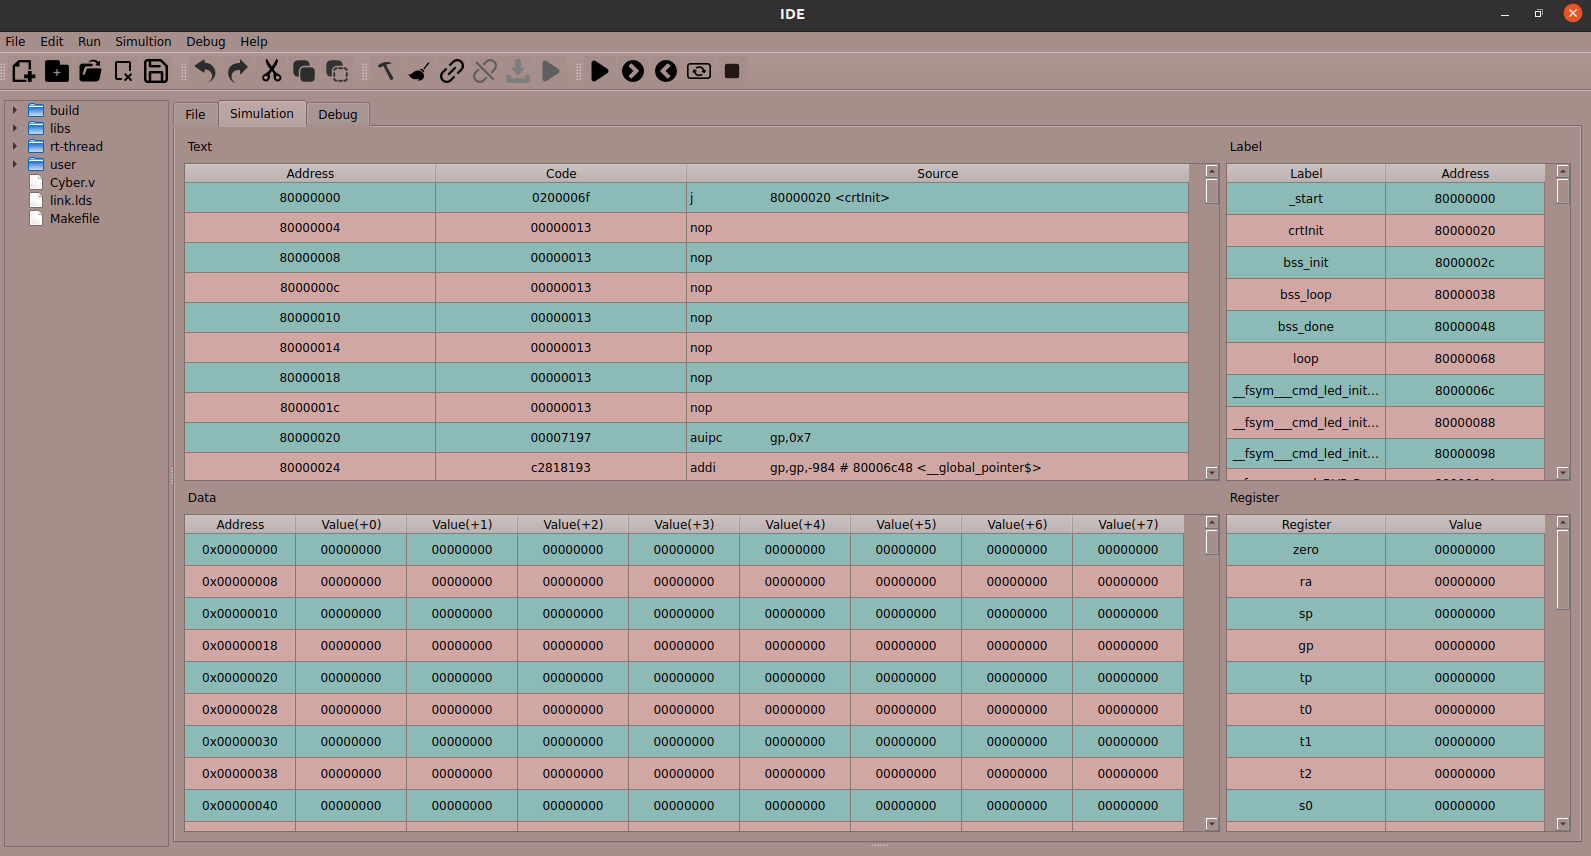 IDE
File Edit Run Simultion Debug Help
build
libs
rt-thread
user
Cyber.v
link.lds
Makefile
File Simulation Debug
Text
Address Code Source
80000000 0200006f j 80000020 <crtInit>
80000004 00000013 nop
80000008 00000013 nop
8000000c 00000013 nop
80000010 00000013 nop
80000014 00000013 nop
80000018 00000013 nop
8000001c 00000013 nop
80000020 00007197 auipc gp,0x7
80000024 c2818193 addi gp,gp,-984 # 80006c48 <__global_pointer$>
Label
Label Address
_start 80000000
crtInit 80000020
bss_init 8000002c
bss_loop 80000038
bss_done 80000048
loop 80000068
__fsym___cmd_led_init... 8000006c
__fsym___cmd_led_init... 80000088
__fsym___cmd_led_init... 80000098
Data
Address Value(+0) Value(+1) Value(+2) Value(+3) Value(+4) Value(+5) Value(+6) Value(+7)
0x00000000 00000000 00000000 00000000 00000000 00000000 00000000 00000000 00000000
0x00000008 00000000 00000000 00000000 00000000 00000000 00000000 00000000 00000000
0x00000010 00000000 00000000 00000000 00000000 00000000 00000000 00000000 00000000
0x00000018 00000000 00000000 00000000 00000000 00000000 00000000 00000000 00000000
0x00000020 00000000 00000000 00000000 00000000 00000000 00000000 00000000 00000000
0x00000028 00000000 00000000 00000000 00000000 00000000 00000000 00000000 00000000
0x00000030 00000000 00000000 00000000 00000000 00000000 00000000 00000000 00000000
0x00000038 00000000 00000000 00000000 00000000 00000000 00000000 00000000 00000000
0x00000040 00000000 00000000 00000000 00000000 00000000 00000000 00000000 00000000
Register
Register Value
zero 00000000
ra 00000000
sp 00000000
gp 00000000
tp 00000000
t0 00000000
t1 00000000
t2 00000000
s0 00000000